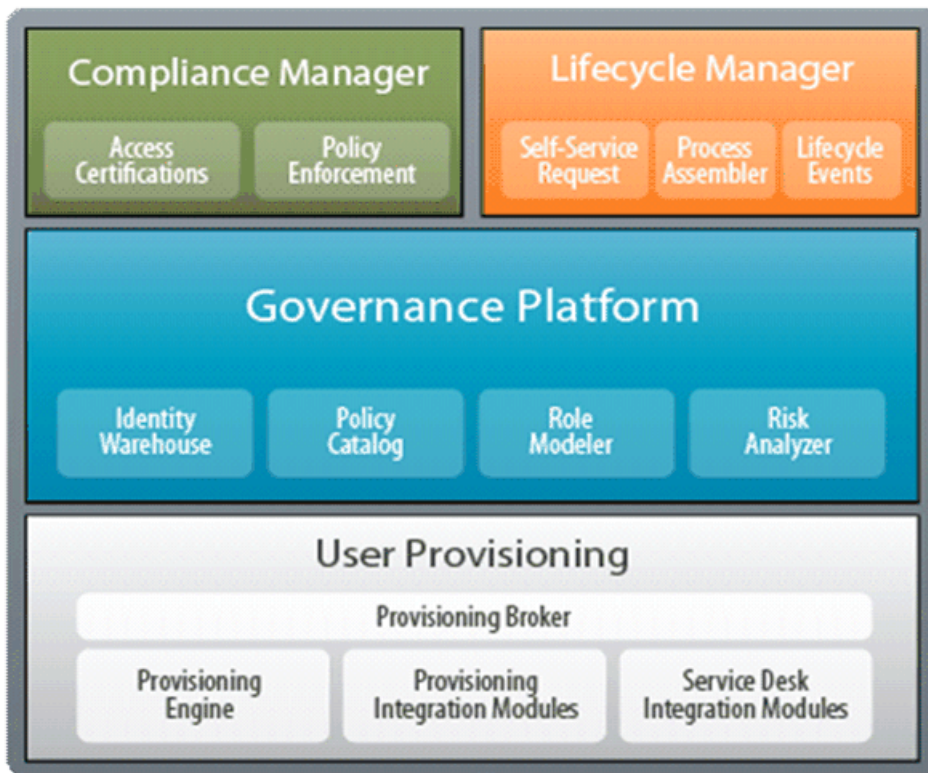 Compliance Manager
Access
Certifications
Policy
Enforcement
Lifecycle Manager
Self-Service
Request
Process
Assembler
Lifecycle
Events
Governance Platform
Identity
Warehouse
Policy
Catalog
Role
Modeler
Risk
Analyzer
User Provisioning
Provisioning Broker
Provisioning
Engine
Provisioning
Integration Modules
Service Desk
Integration Modules